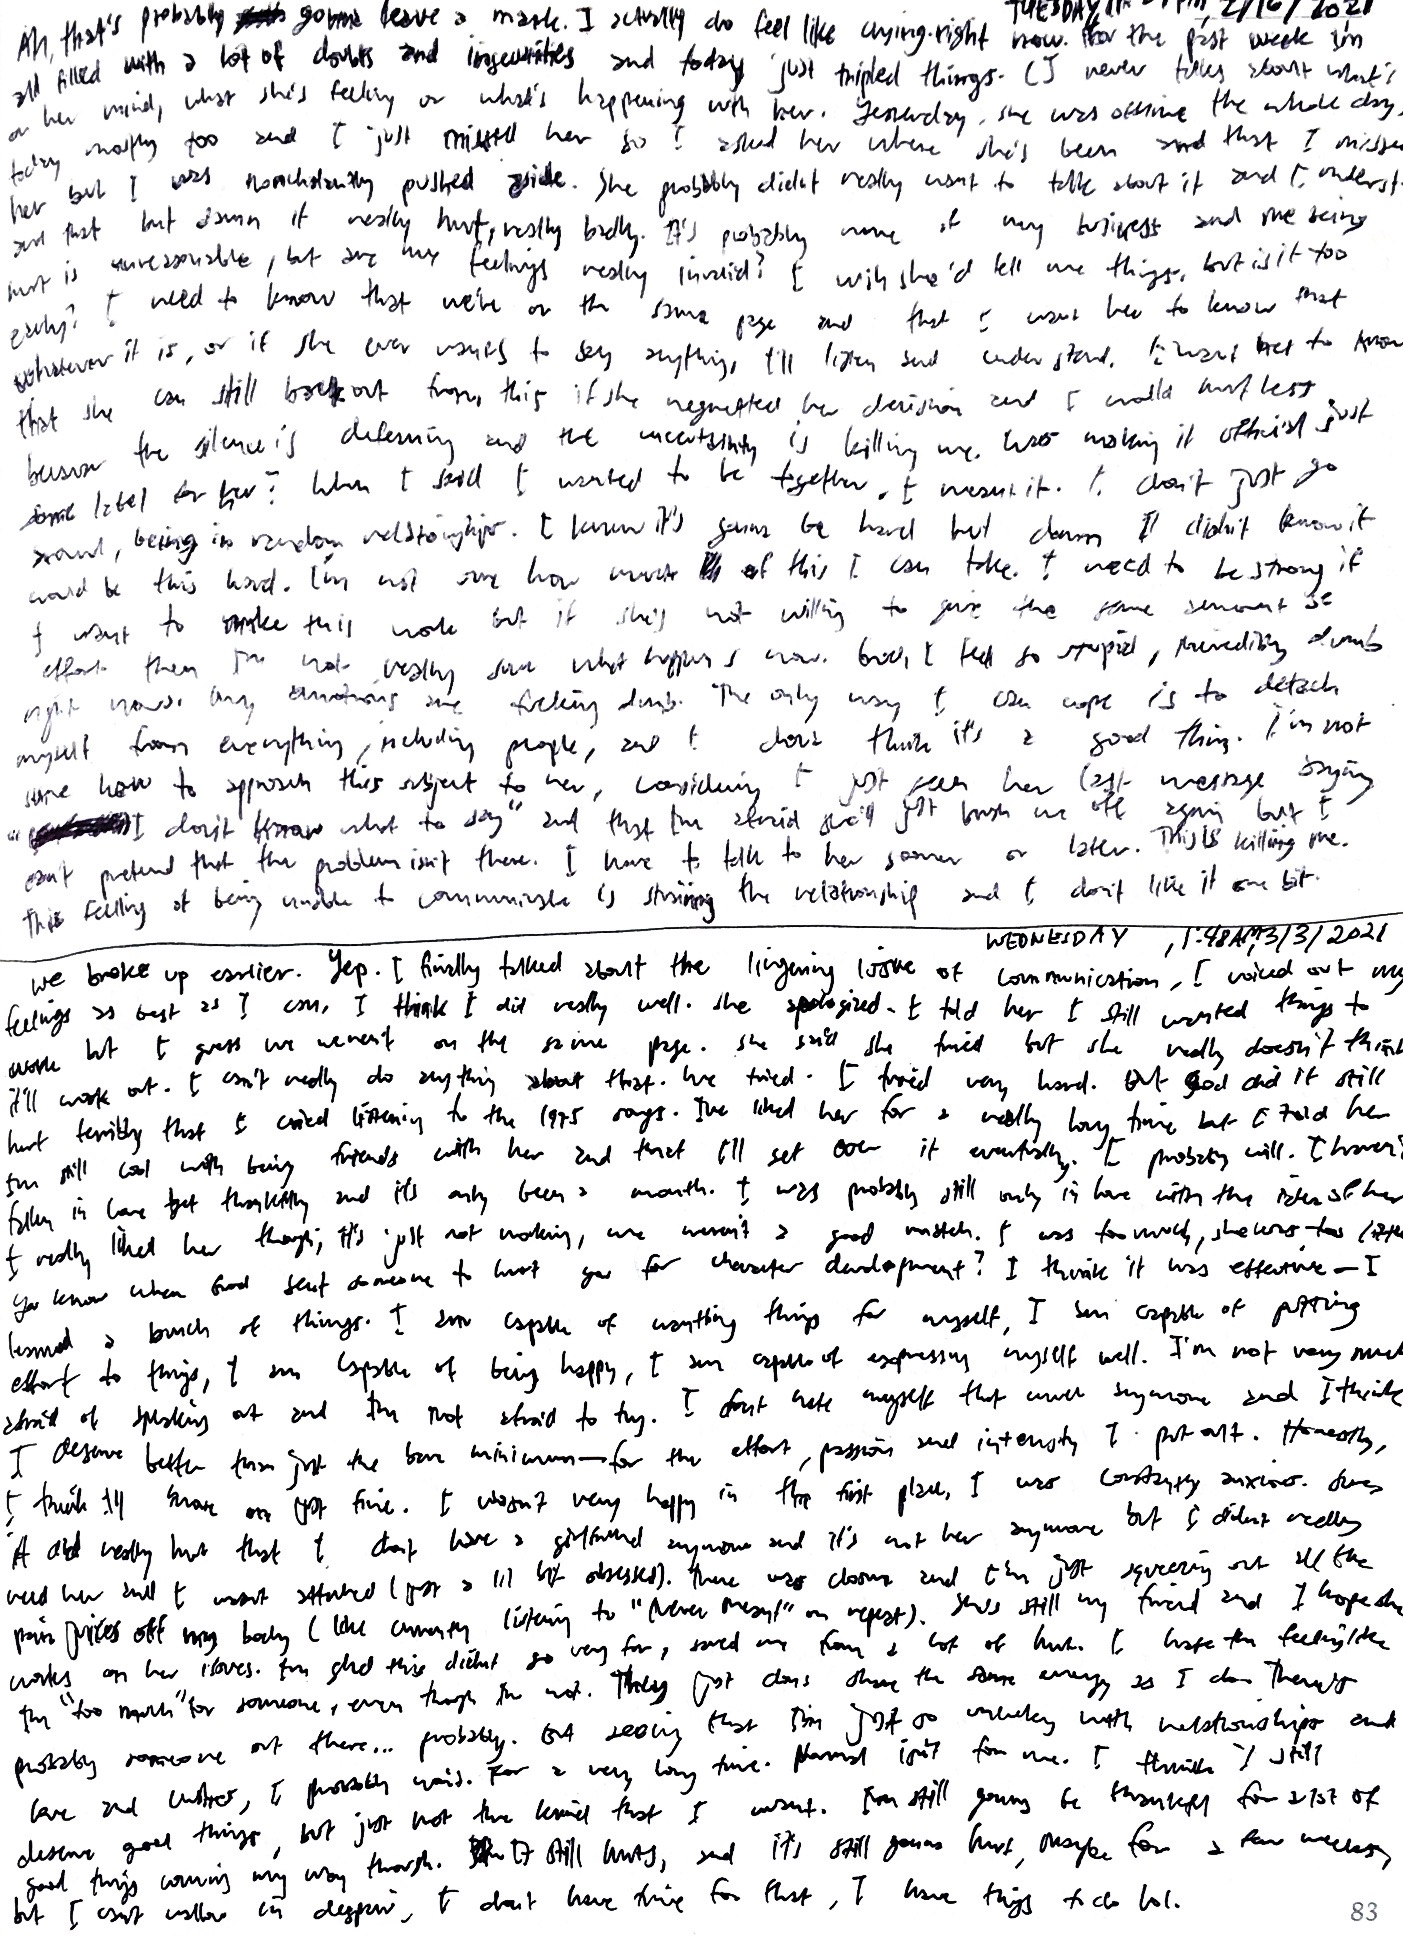 TUESDAY, 2/16/2021
Ah, that's probably gonna leave a mark. I actually do feel like crying right now. For the past week I'm
all filled with a lot of doubts and insecurities and today just tripled things. (J never talks about what's
on her mind, what she's feeling or what's happening with her. Yesterday, she was offline the whole day,
today mostly too and I just missed her so I asked her where she's been and that I missed
her but I was nonchalantly pushed aside. She probably didn't really want to talk about it and I underst-
and that but damn it really hurt, really badly. It's probably none of my business and me being
hurt is unreasonable, but are my feelings really invalid? I wish she'd tell me things, but is it too
early? I need to know that we're on the same page and that I want her to know that
whatever it is, or if she ever wants to say anything, I'll listen and understand. I want her to know
that she can still back out from this if she regretted her decision and I would hurt less
because the silence is deafening and the uncertainty is killing me. Was making it official just
some label for her? When I said I wanted to be together, I meant it. I don't just go
around, being in random relationships. I knew it's gonna be hard but damn I didn't know it
would be this hard. I'm not sure how much of this I can take. I need to be strong if
I want to make this work but if she's not willing to give the same amount of
effort then I'm not really sure what happens now. God, I feel so stupid, incredibly dumb
right now. My emotions are fucking dumb. The only way I can cope is to detach
myself from everything, including people, and I don't think it's a good thing. I'm not
sure how to approach this subject to her, considering I just seen her last message saying
"I don't know what to say" and that I'm afraid she'll just brush me off again but I
can't pretend that the problem isn't there. I have to talk to her sooner or later. This is killing me.
This feeling of being unable to communicate is straining the relationship and I don't like it one bit.
WEDNESDAY, 1:48AM, 3/3/2021
We broke up earlier. Yep. I finally talked about the lingering issue of communication, I voiced out my
feelings as best as I can, I think I did really well. She apologized. I told her I still wanted things to
work but I guess we weren't on the same page. She said she tried but she really doesn't think
it'll work out. I can't really do anything about that. We tried. I tried very hard. But god did it still
hurt terribly that I cried listening to the 1975 songs. I've liked her for a really long time but I told her
I'm still cool with being friends with her and that I'll get over it eventually. I probably will. I haven't
fallen in love yet thankfully and it's only been a month. I was probably still only in love with the idea of her
I really liked her though, it's just not working, we weren't a good match. I was too much, she was too little
You know when God sent someone to hurt you for character development? I think it was effective — I
learned a bunch of things. I am capable of wanting things for myself, I am capable of putting
effort to things, I am capable of being happy, I am capable of expressing myself well. I'm not very much
afraid of speaking out and I'm not afraid to try. I don't hate myself that much anymore and I think
I deserve better than just the bare minimum — for the effort, passion and intensity I put out. Honestly,
I think I'll move on just fine. I wasn't very happy in the first place, I was constantly anxious. Sure
it did really hurt that I don't have a girlfriend anymore and it's not her anymore but I didn't really
need her and I wasn't attached (just a lil bit obsessed). There was closure and I'm just squeezing out all the
pain juices off my body (like currently listening to "Never Meant" on repeat). She's still my friend and I hope she
works on her issues. I'm glad this didn't go very far, saved me from a lot of hurt. I hate the feeling like
I'm "too much" for someone, even though I'm not. They just don't share the same energy as I do. There's
probably someone out there... probably. But seeing that I'm just so unlucky with relationships and
love and whatnot, I probably wait. For a very long time. Normal isn't for me. I think I still
deserve good things, but just not the kind that I want. I'm still gonna be thankful for a lot of
good things coming my way though. It still hurts, and it's still gonna hurt, maybe for a few weeks,
but I can't wallow in despair, I don't have time for that, I have things to do lol.
83